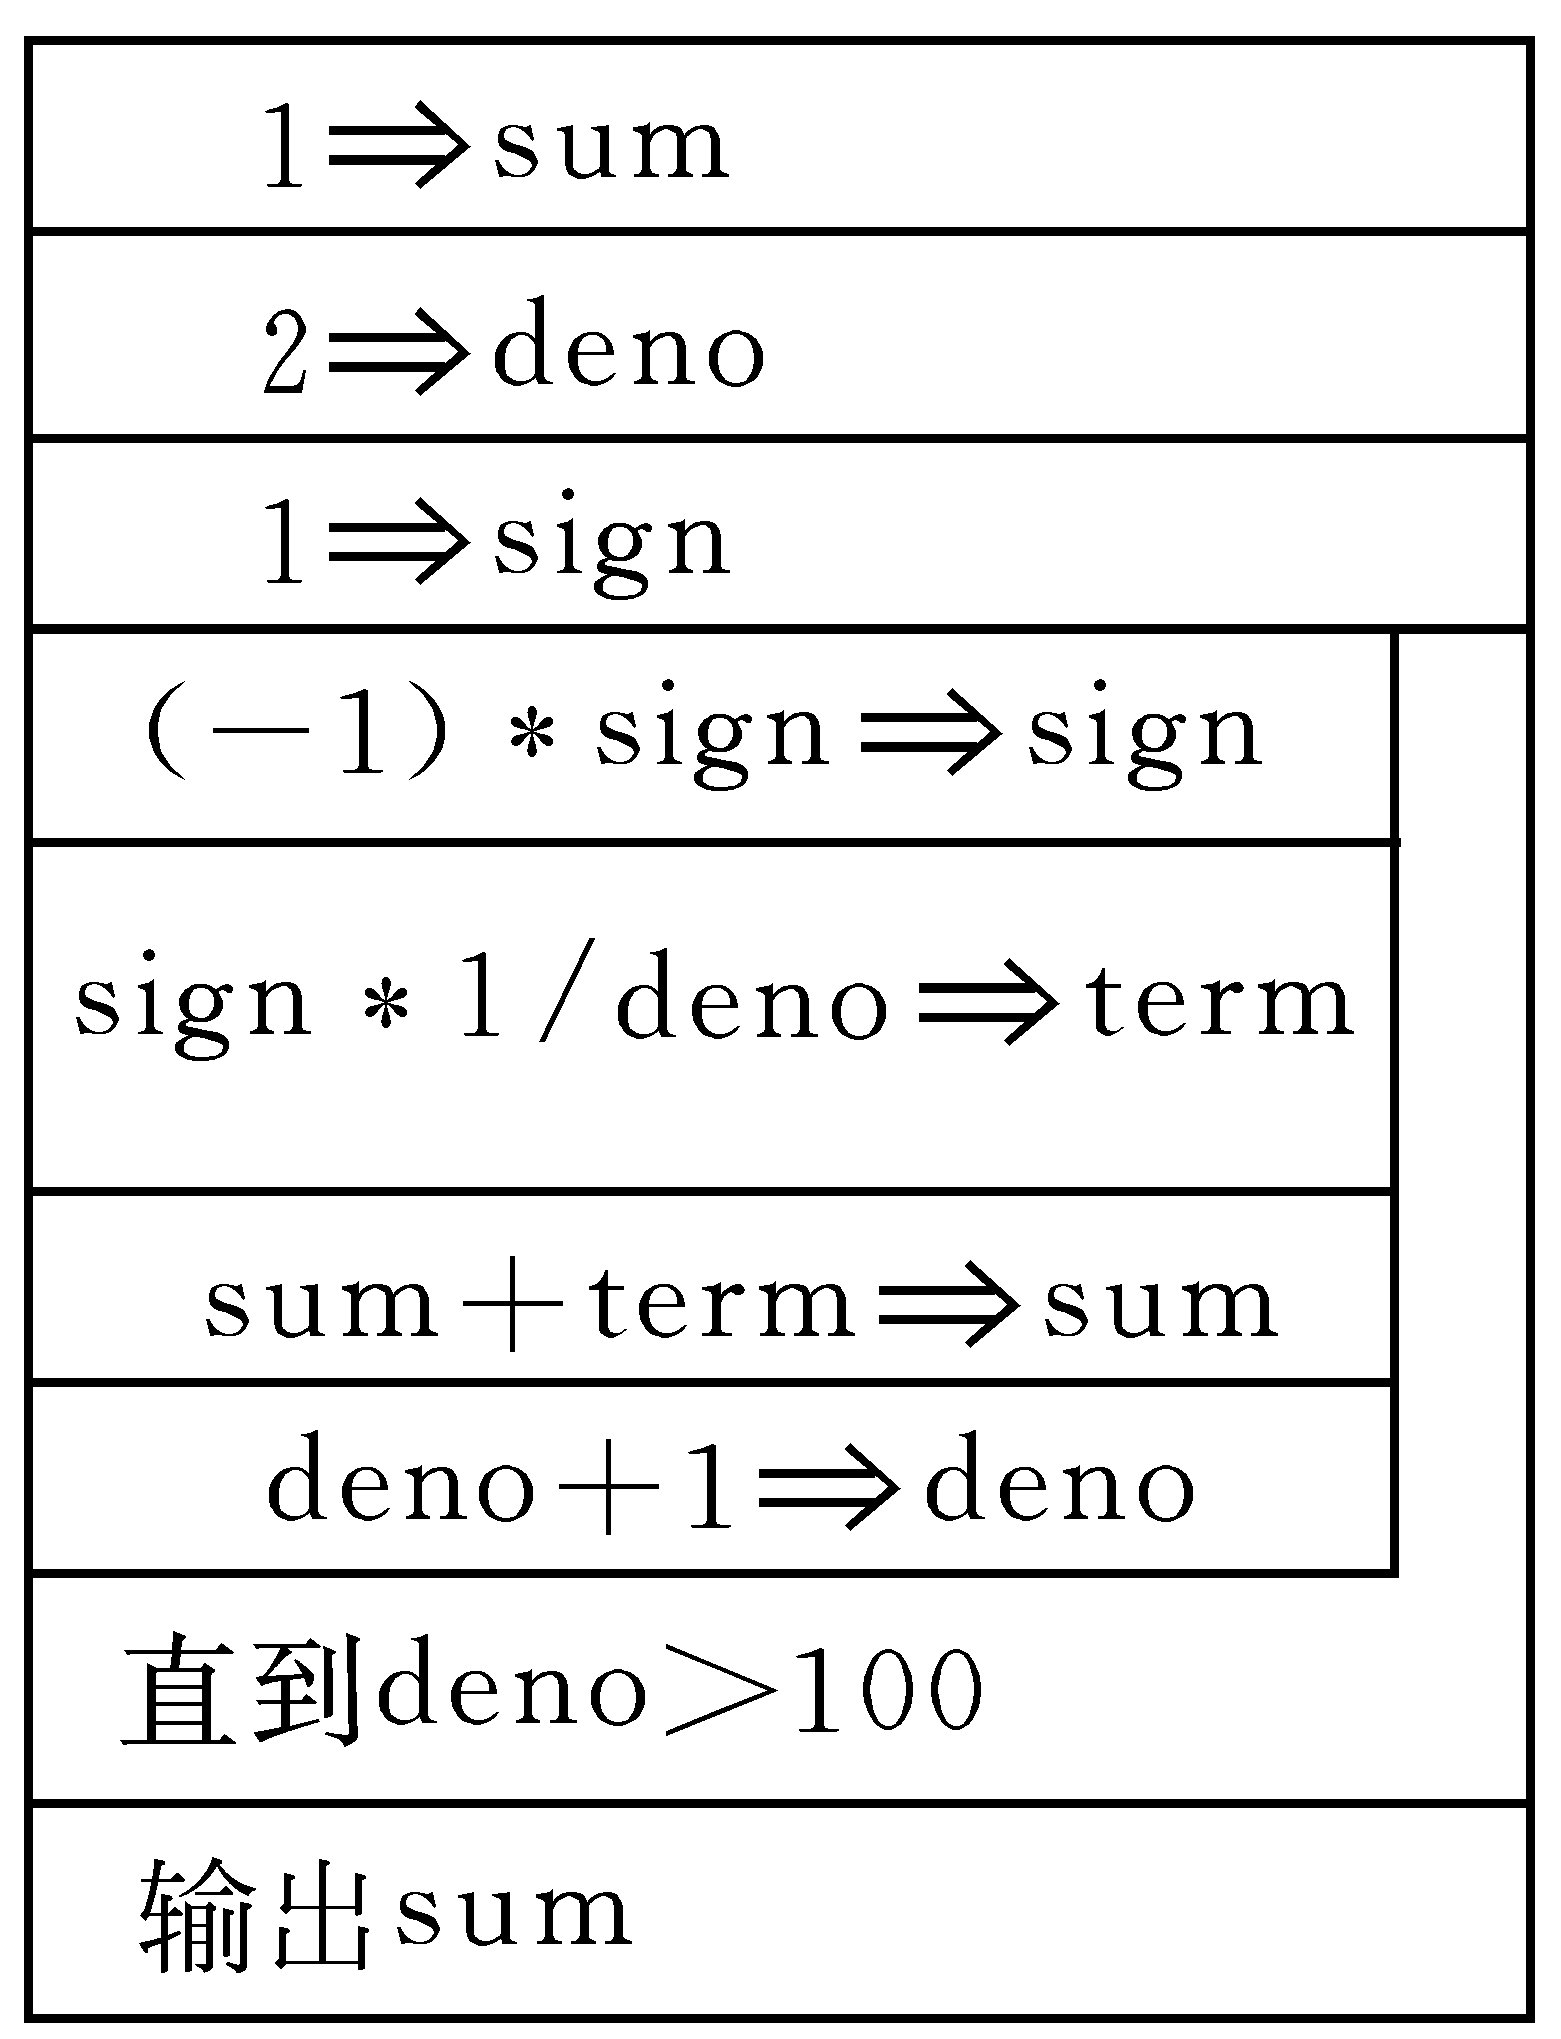 1⇒sum
2⇒deno
1⇒sign
(－1)*sign⇒sign
sign*1/deno⇒term
sum＋term⇒sum
deno＋1⇒deno
直到deno>100
输出sum